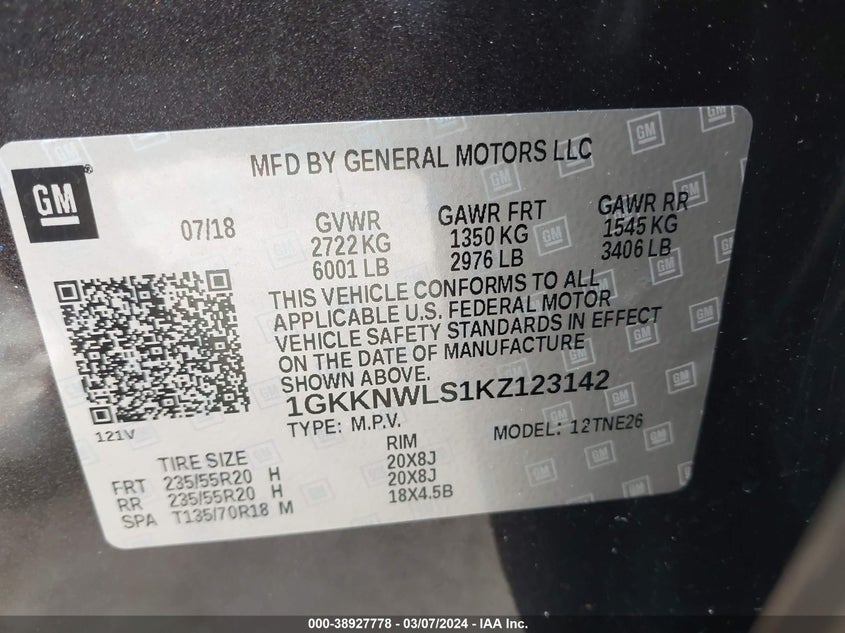 GM
MFD BY GENERAL MOTORS LLC
07/18
GVWR
2722 KG
6001 LB
GAWR FRT
1350 KG
2976 LB
GAWR RR
1545 KG
3406 LB
THIS VEHICLE CONFORMS TO ALL
APPLICABLE U.S. FEDERAL MOTOR
VEHICLE SAFETY STANDARDS IN EFFECT
ON THE DATE OF MANUFACTURE
SHOWN ABOVE.
1GKKNWLS1KZ123142
121V
TYPE: M.P.V.
MODEL: 12TNE26
TIRE SIZE RIM
FRT 235/55R20 H 20X8J
RR 235/55R20 H 20X8J
SPA T135/70R18 M 18X4.5B
000-38927778 - 03/07/2024 - IAA Inc.